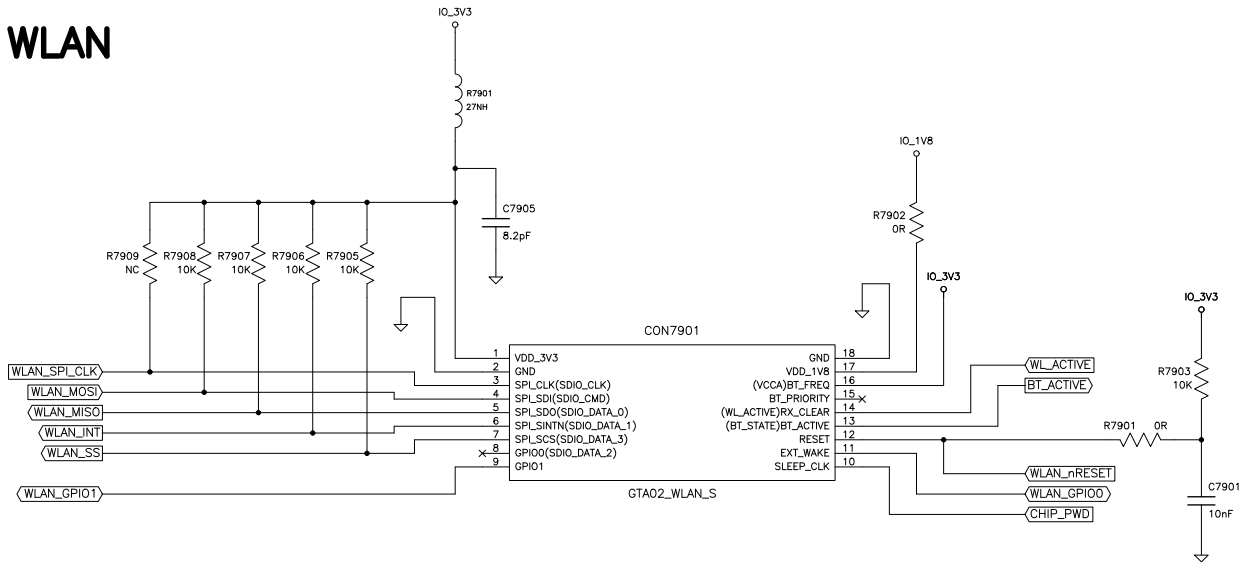 WLAN
IO_3V3
R7901
27NH
C7905
8.2pF
R7909
NC
R7908
10K
R7907
10K
R7906
10K
R7905
10K
IO_1V8
R7902
0R
IO_3V3
IO_3V3
R7903
10K
R7901 0R
C7901
10nF
CON7901
WLAN_SPI_CLK
WLAN_MOSI
WLAN_MISO
WLAN_INT
WLAN_SS
WLAN_GPIO1
1 VDD_3V3
2 GND
3 SPI_CLK(SDIO_CLK)
4 SPI_SDI(SDIO_CMD)
5 SPI_SDO(SDIO_DATA_0)
6 SPI_SINTN(SDIO_DATA_1)
7 SPI_SCS(SDIO_DATA_3)
8 GPIO0(SDIO_DATA_2)
9 GPIO1
GND 18
VDD_1V8 17
(VCCA)BT_FREQ 16
BT_PRIORITY 15
(WL_ACTIVE)RX_CLEAR 14
(BT_STATE)BT_ACTIVE 13
RESET 12
EXT_WAKE 11
SLEEP_CLK 10
GTA02_WLAN_S
WL_ACTIVE
BT_ACTIVE
WLAN_nRESET
WLAN_GPIO0
CHIP_PWD